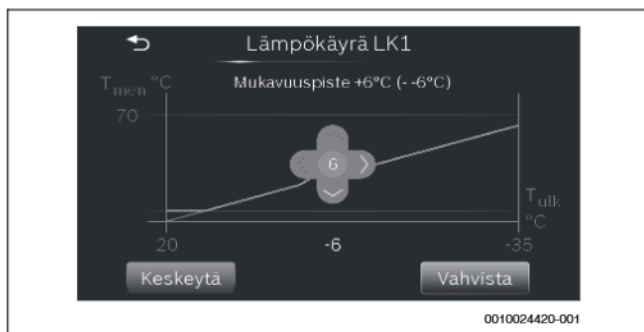 Lämpökäyrä LK1
Tmen °C
Mukavuuspiste +6°C (- -6°C)
70
6
Tulk
°C
20
-6
-35
Keskeytä
Vahvista
0010024420-001